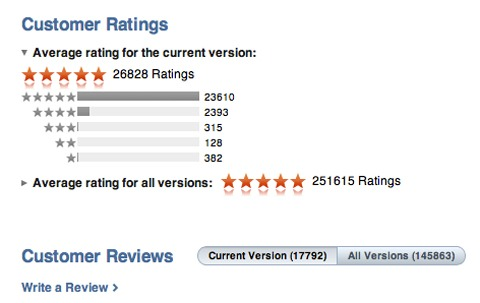 Customer Ratings
Average rating for the current version:
26828 Ratings
23610
2393
315
128
382
Average rating for all versions: 251615 Ratings
Customer Reviews Current Version (17792) All Versions (145863)
Write a Review >